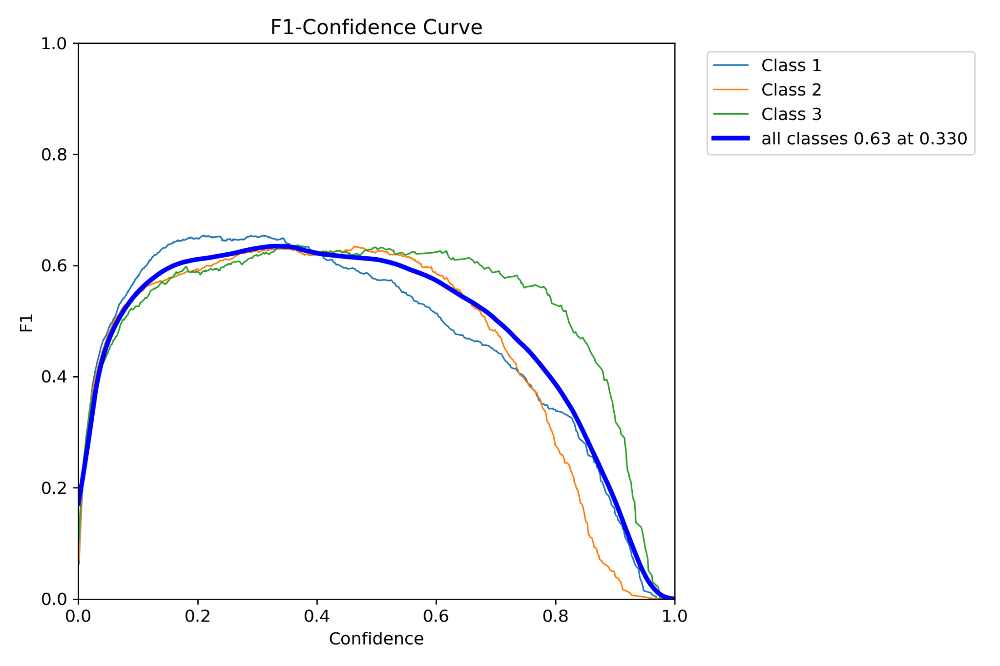 F1-Confidence Curve
1.0
0.8
0.6
0.4
0.2
0.0
F1
0.0 0.2 0.4 0.6 0.8 1.0
Confidence
Class 1
Class 2
Class 3
all classes 0.63 at 0.330